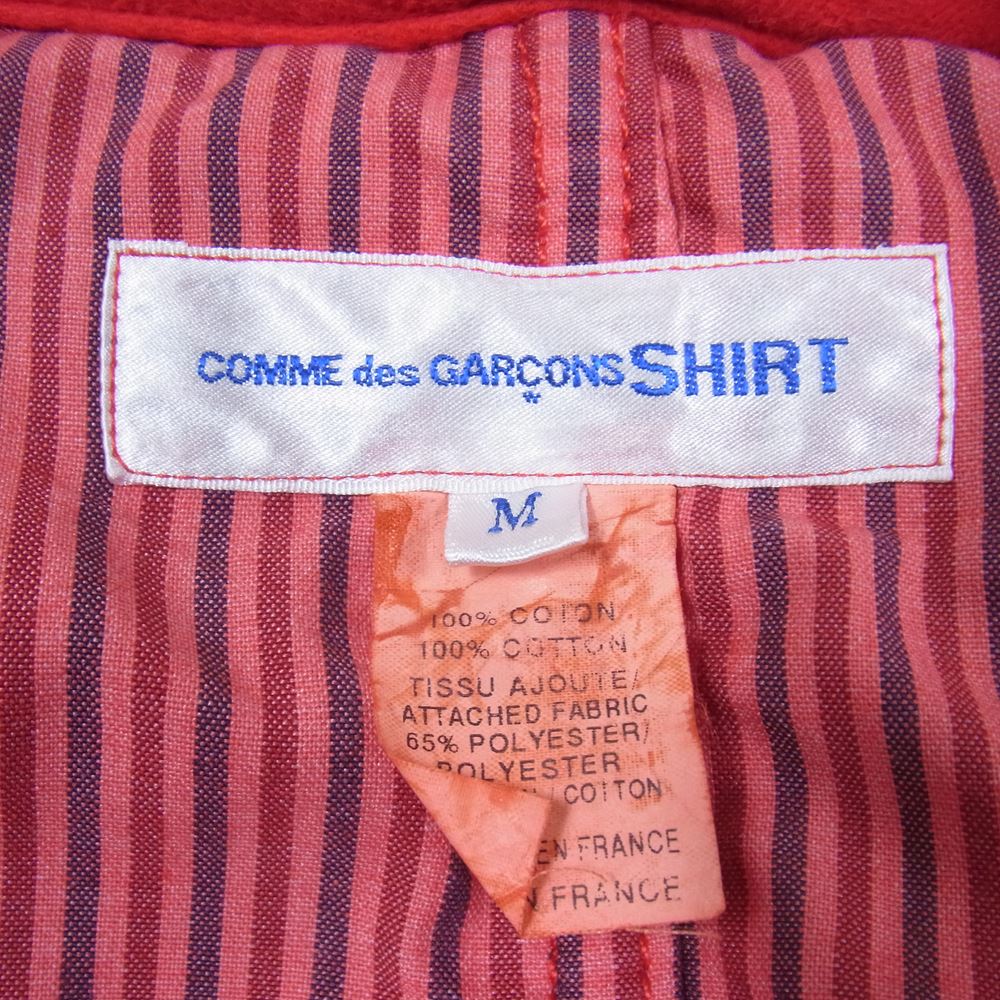 COMME des GARÇONS SHIRT
M
100% COTON
100% COTTON
TISSU AJOUTE/
ATTACHED FABRIC
65% POLYESTER/
POLYESTER
/ COTTON
EN FRANCE
FRANCE